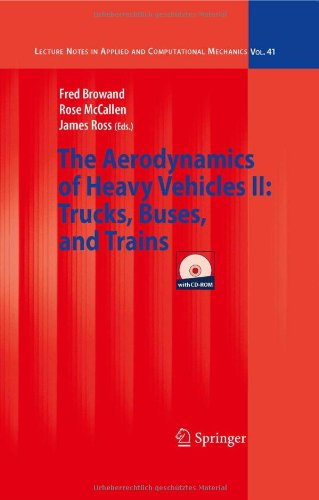 LECTURE NOTES IN APPLIED AND COMPUTATIONAL MECHANICS VOL. 41
Fred Browand
Rose McCallen
James Ross (Eds.)
The Aerodynamics
of Heavy Vehicles II:
Trucks, Buses,
and Trains
with CD-ROM
Springer
Urheberrechtlich geschütztes Material
Urheberrechtlich geschütztes Material